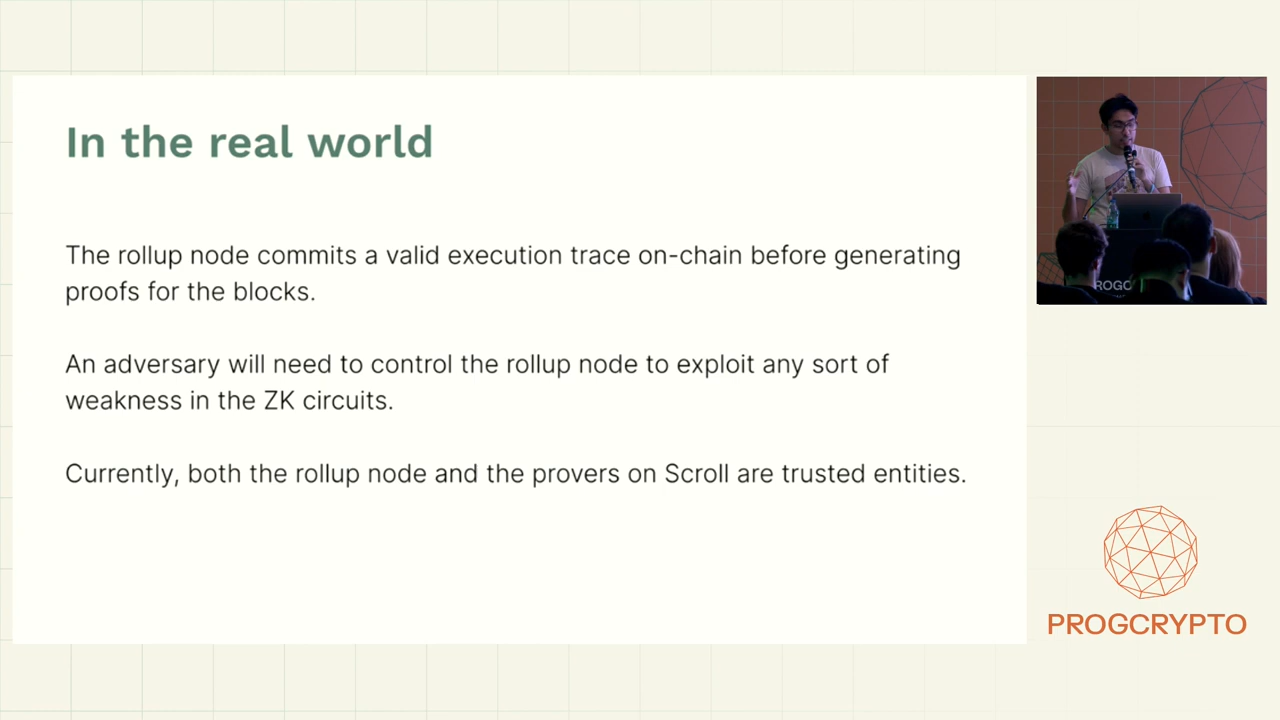 In the real world
The rollup node commits a valid execution trace on-chain before generating
proofs for the blocks.
An adversary will need to control the rollup node to exploit any sort of
weakness in the ZK circuits.
Currently, both the rollup node and the provers on Scroll are trusted entities.
ROGC
PROGCRYPTO